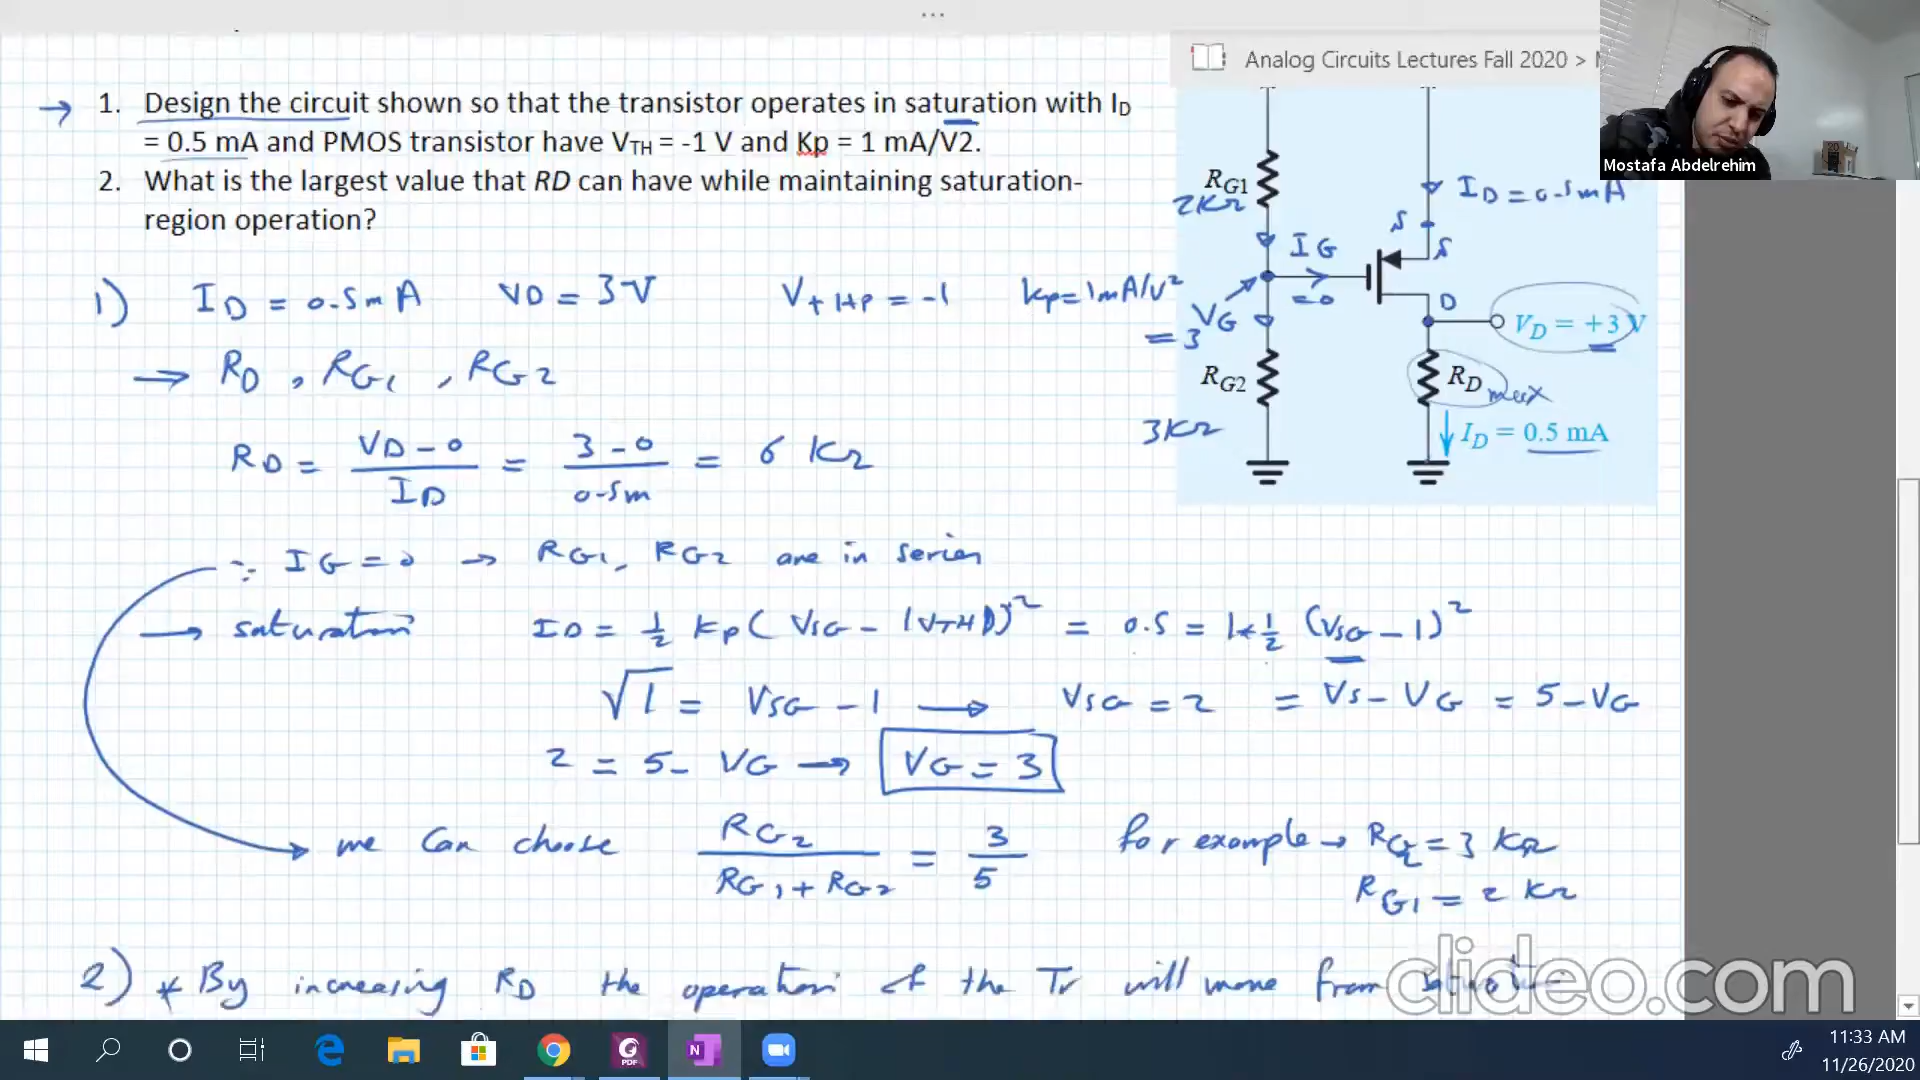 Analog Circuits Lectures Fall 2020 >
Mostafa Abdelrehim
→ 1. Design the circuit shown so that the transistor operates in saturation with ID
= 0.5 mA and PMOS transistor have VTH = -1 V and Kp = 1 mA/V2.
2. What is the largest value that RD can have while maintaining saturation-
region operation?
RG1
2KΩ
ID = 0.5mA
S
S
IG
= 0
VG
= 3
D
VD = +3 V
RG2
3KΩ
RD max
ID = 0.5 mA
1) ID = 0.5mA VD = 3V VTHP = -1 kp=1mA/V²
→ RD , RG1 , RG2
RD = VD - 0 / ID = 3 - 0 / 0.5m = 6 KΩ
∵ IG = 0 → RG1, RG2 are in series
→ saturation ID = 1/2 kp( VSG - |VTH|)² = 0.5 = 1*1/2 (VSG - 1)²
√1 = VSG - 1 → VSG = 2 = VS - VG = 5 - VG
2 = 5 - VG → VG = 3
we can choose RG2 / RG1 + RG2 = 3 / 5 for example → RG2 = 3 KΩ
RG1 = 2 KΩ
2) * By increasing RD the operation of the Tr will move from
clideo.com
PDF
N
11:33 AM
11/26/2020